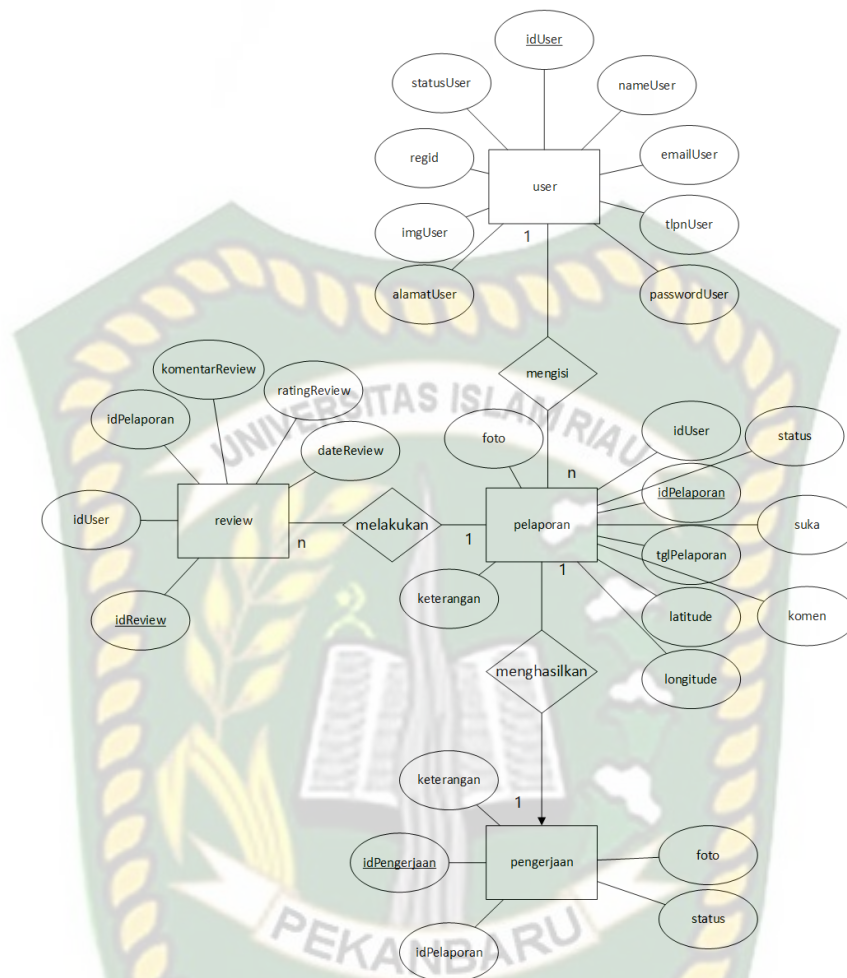 idUser
statusUser
nameUser
regid
emailUser
user
imgUser
tlpnUser
1
alamatUser
passwordUser
komentarReview
mengisi
ratingReview
UNIVERSITAS ISLAM RIAU
idPelaporan
foto
idUser
status
dateReview
n
idPelaporan
idUser
review
melakukan
pelaporan
suka
n
1
tglPelaporan
1
keterangan
idReview
latitude
komen
menghasilkan
longitude
keterangan
1
idPengerjaan
pengerjaan
foto
status
idPelaporan
PEKANBARU